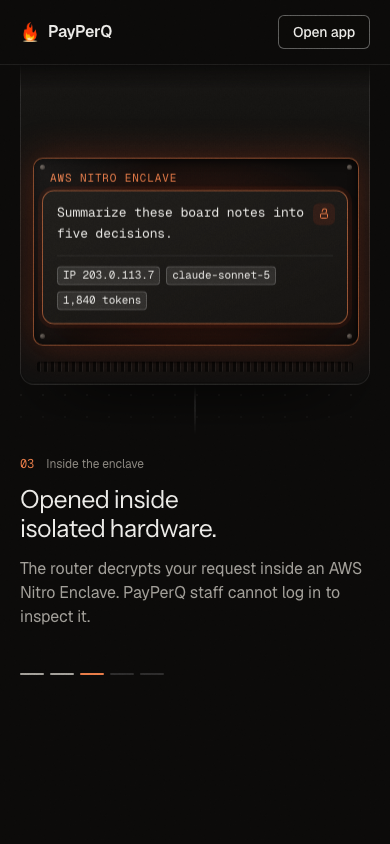 PayPerQ
Open app
AWS NITRO ENCLAVE
Summarize these board notes into
five decisions.
IP 203.0.113.7
claude-sonnet-5
1,840 tokens
03 Inside the enclave
Opened inside
isolated hardware.
The router decrypts your request inside an AWS
Nitro Enclave. PayPerQ staff cannot log in to
inspect it.